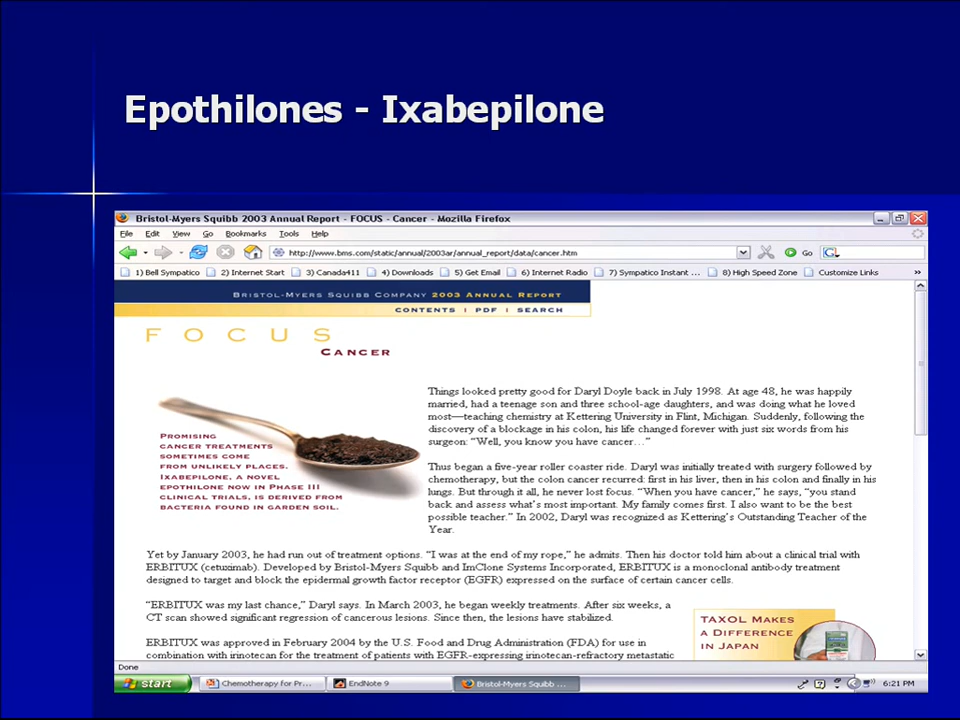 Epothilones - Ixabepilone
Bristol-Myers Squibb 2003 Annual Report - FOCUS - Cancer - Mozilla Firefox
File Edit View Go Bookmarks Tools Help
http://www.bms.com/static/annual/2003ar/annual_report/data/cancer.htm Go
1) Bell Sympatico 2) Internet Start 3) Canada411 4) Downloads 5) Get Email 6) Internet Radio 7) Sympatico Instant ... 8) High Speed Zone Customize Links »
BRISTOL-MYERS SQUIBB COMPANY 2003 ANNUAL REPORT
CONTENTS | PDF | SEARCH
FOCUS
CANCER
PROMISING
CANCER TREATMENTS
SOMETIMES COME
FROM UNLIKELY PLACES.
IXABEPILONE, A NOVEL
EPOTHILONE NOW IN PHASE III
CLINICAL TRIALS, IS DERIVED FROM
BACTERIA FOUND IN GARDEN SOIL.
Things looked pretty good for Daryl Doyle back in July 1998. At age 48, he was happily
married, had a teenage son and three school-age daughters, and was doing what he loved
most—teaching chemistry at Kettering University in Flint, Michigan. Suddenly, following the
discovery of a blockage in his colon, his life changed forever with just six words from his
surgeon: “Well, you know you have cancer…”
Thus began a five-year roller coaster ride. Daryl was initially treated with surgery followed by
chemotherapy, but the colon cancer recurred: first in his liver, then in his colon and finally in his
lungs. But through it all, he never lost focus. “When you have cancer,” he says, “you stand
back and assess what’s most important. My family comes first. I also want to be the best
possible teacher.” In 2002, Daryl was recognized as Kettering’s Outstanding Teacher of the
Year.
Yet by January 2003, he had run out of treatment options. “I was at the end of my rope,” he admits. Then his doctor told him about a clinical trial with
ERBITUX (cetuximab). Developed by Bristol-Myers Squibb and ImClone Systems Incorporated, ERBITUX is a monoclonal antibody treatment
designed to target and block the epidermal growth factor receptor (EGFR) expressed on the surface of certain cancer cells.
“ERBITUX was my last chance,” Daryl says. In March 2003, he began weekly treatments. After six weeks, a
CT scan showed significant regression of cancerous lesions. Since then, the lesions have stabilized.
ERBITUX was approved in February 2004 by the U.S. Food and Drug Administration (FDA) for use in
combination with irinotecan for the treatment of patients with EGFR-expressing irinotecan-refractory metastatic
TAXOL MAKES
A DIFFERENCE
IN JAPAN
Done
start Chemotherapy for Pr... EndNote 9 Bristol-Myers Squibb ... 6:21 PM